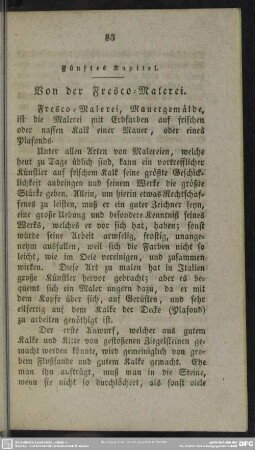 83
Fünftes Kapitel.
Von der Fresco-Malerei.
Fresco-Malerei, Mauergemälde,
ist die Malerei mit Erdfarben auf frischen
oder nassen Kalk einer Mauer, oder eines
Plafonds.
Unter allen Arten von Malereien, welche
heut zu Tage üblich sind, kann ein vortrefflicher
Künstler auf frischem Kalk seine größte Geschick-
lichkeit anbringen und seinem Werke die größte
Stärke geben. Allein, um hierin etwas Rechtschaf-
fenes zu leisten, muß er ein guter Zeichner seyn,
eine große Uebung und besondere Kenntniß seines
Werks, welches er vor sich hat, haben; sonst
würde seine Arbeit armselig, frostig, unange-
nehm ausfallen, weil sich die Farben nicht so
leicht, wie im Oele vereinigen, und zusammen
wirken. Diese Art zu malen hat in Italien
große Künstler hervor gebracht; aber es be-
quemt sich ein Maler ungern dazu, da er mit
dem Kopfe über sich, auf Gerüsten, und sehr
eilfertig auf dem Kalke der Decke (Plafond)
zu arbeiten genöthigt ist.
Der erste Anwurf, welcher aus gutem
Kalke und Kitte von gestoßenen Ziegelsteinen ge-
macht werden könnte, wird gemeiniglich von gro-
bem Flußsande und gutem Kalke gemacht. Ehe
man ihn aufträgt, muß man in die Steine,
wenn sie nicht so durchlöchert, als sonst viele